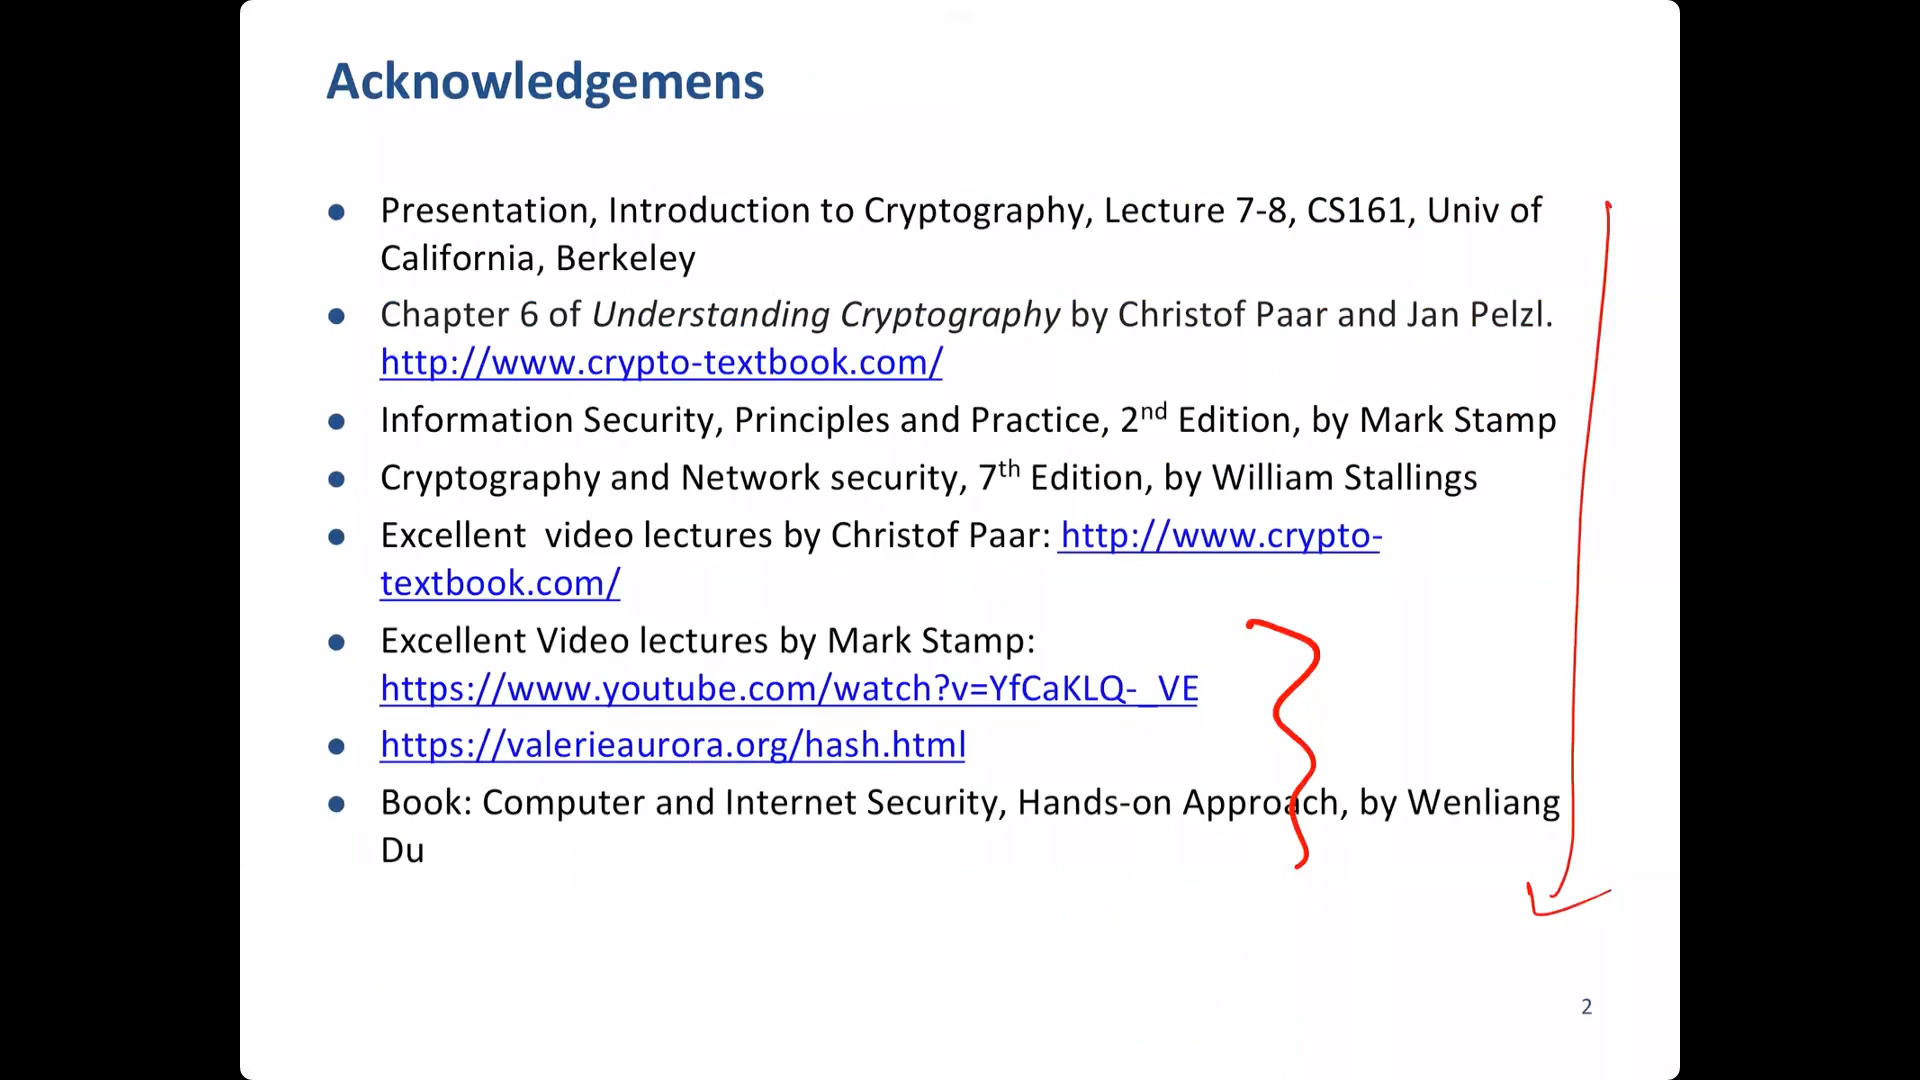 Acknowledgemens
● Presentation, Introduction to Cryptography, Lecture 7-8, CS161, Univ of
California, Berkeley
● Chapter 6 of Understanding Cryptography by Christof Paar and Jan Pelzl.
http://www.crypto-textbook.com/
● Information Security, Principles and Practice, 2nd Edition, by Mark Stamp
● Cryptography and Network security, 7th Edition, by William Stallings
● Excellent  video lectures by Christof Paar: http://www.crypto-
textbook.com/
● Excellent Video lectures by Mark Stamp:
https://www.youtube.com/watch?v=YfCaKLQ-_VE
● https://valerieaurora.org/hash.html
● Book: Computer and Internet Security, Hands-on Approach, by Wenliang
Du
2